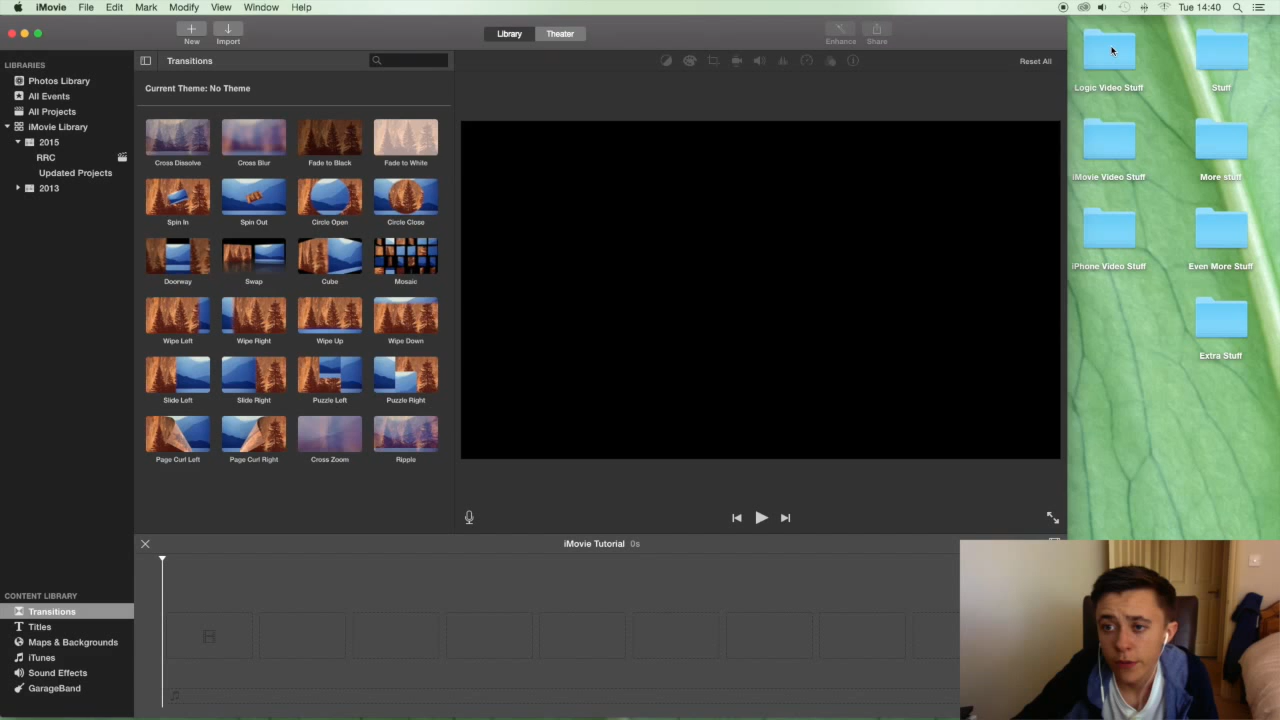 iMovie File Edit Mark Modify View Window Help Tue 14:40
New Import Library Theater Enhance Share
LIBRARIES
Photos Library
All Events
All Projects
iMovie Library
2015
RRC
Updated Projects
2013
CONTENT LIBRARY
Transitions
Titles
Maps & Backgrounds
iTunes
Sound Effects
GarageBand
Transitions
Reset All
Current Theme: No Theme
Cross Dissolve Cross Blur Fade to Black Fade to White
Spin In Spin Out Circle Open Circle Close
Doorway Swap Cube Mosaic
Wipe Left Wipe Right Wipe Up Wipe Down
Slide Left Slide Right Puzzle Left Puzzle Right
Page Curl Left Page Curl Right Cross Zoom Ripple
iMovie Tutorial 0s
Logic Video Stuff Stuff
iMovie Video Stuff More stuff
iPhone Video Stuff Even More Stuff
Extra Stuff